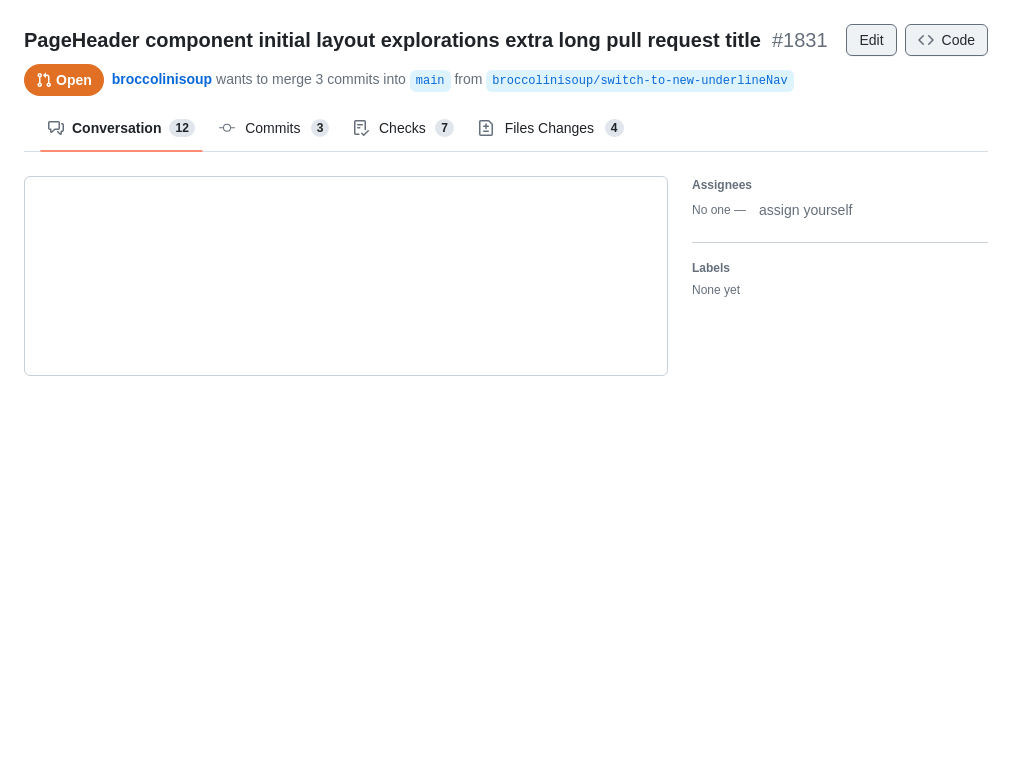 PageHeader component initial layout explorations extra long pull request title #1831 Edit Code
Open broccolinisoup wants to merge 3 commits into main from broccolinisoup/switch-to-new-underlineNav
Conversation 12 Commits 3 Checks 7 Files Changes 4
Assignees
No one — assign yourself
Labels
None yet